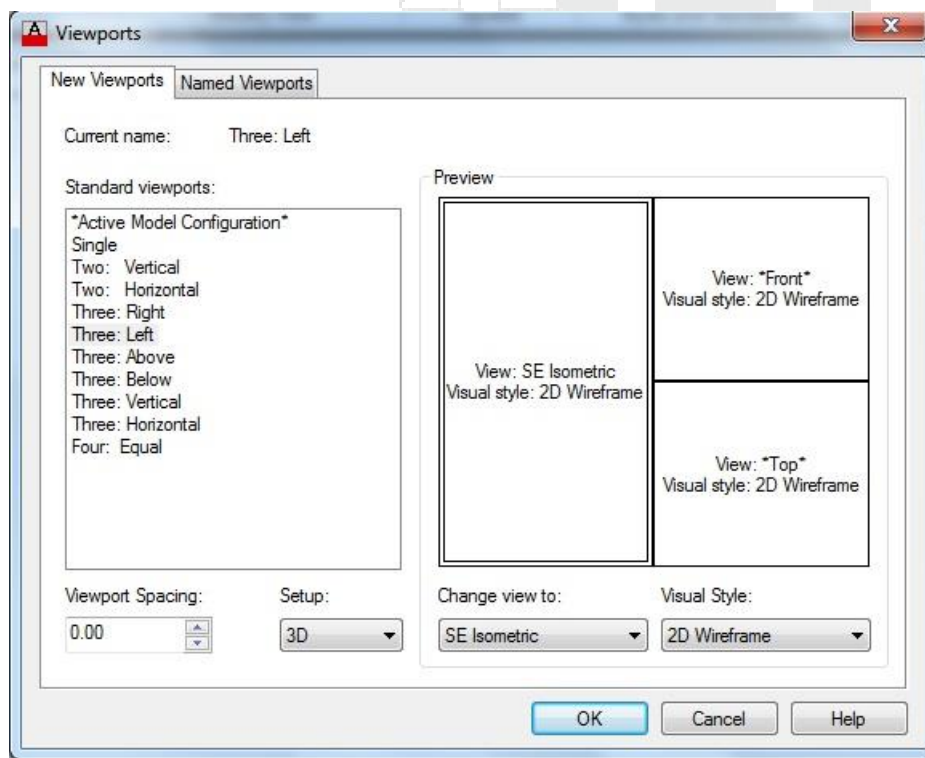 Viewports
New Viewports
Named Viewports
Current name: Three: Left
Standard viewports:
*Active Model Configuration*
Single
Two: Vertical
Two: Horizontal
Three: Right
Three: Left
Three: Above
Three: Below
Three: Vertical
Three: Horizontal
Four: Equal
Preview
View: SE Isometric
Visual style: 2D Wireframe
View: *Front*
Visual style: 2D Wireframe
View: *Top*
Visual style: 2D Wireframe
Viewport Spacing:
0.00
Setup:
3D
Change view to:
SE Isometric
Visual Style:
2D Wireframe
OK
Cancel
Help